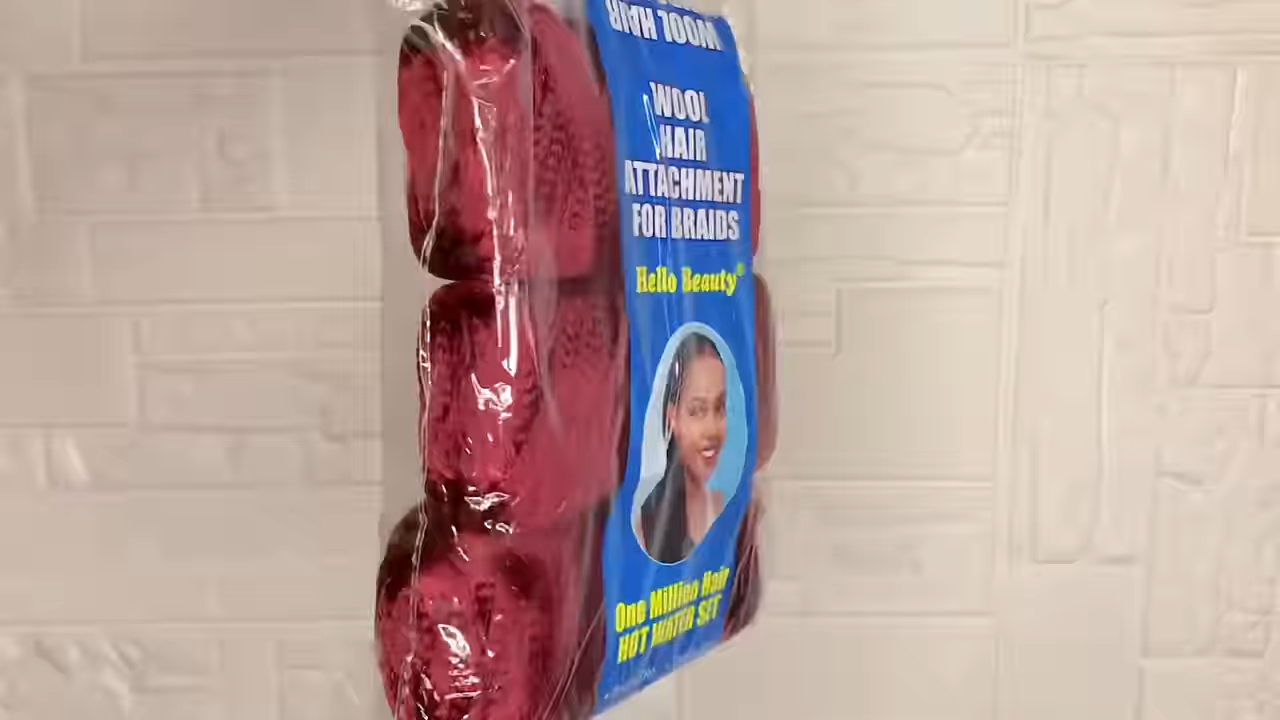 WOOL HAIR
WOOL
HAIR
ATTACHMENT
FOR BRAIDS
Hello Beauty®
One Million Hair
HOT WATER SET